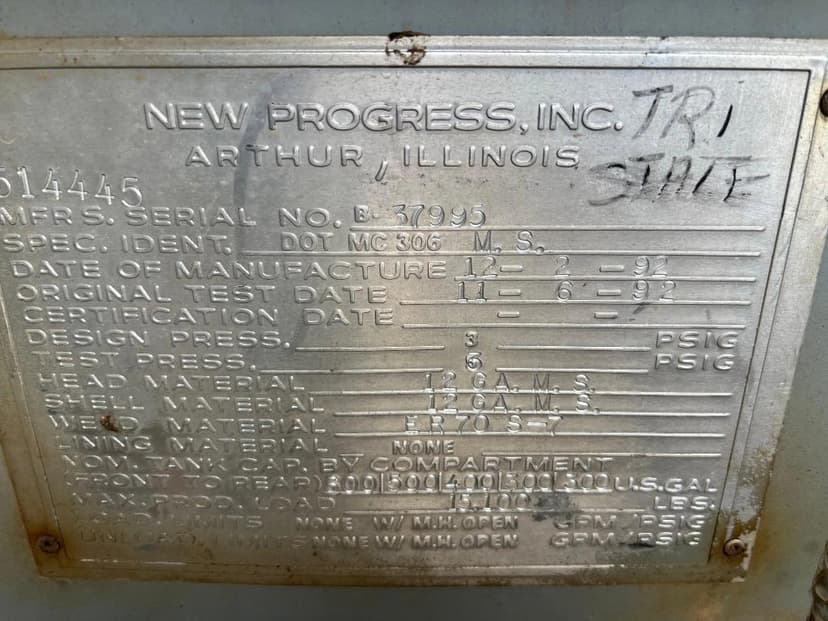 NEW PROGRESS, INC. TRI
ARTHUR, ILLINOIS STATE
514445
MFRS. SERIAL NO. B- 37995
SPEC. IDENT. DOT MC 306 M. S.
DATE OF MANUFACTURE 12 - 2 - 92
ORIGINAL TEST DATE 11 - 6 - 92
CERTIFICATION DATE - -
DESIGN PRESS. 3 PSIG
TEST PRESS. 5 PSIG
HEAD MATERIAL 12 GA. M. S.
SHELL MATERIAL 12 GA. M. S.
WELD MATERIAL ER70 S-7
LINING MATERIAL NONE
NOM. TANK CAP. BY COMPARTMENT
(FRONT TO REAR) 800 500 400 300 300 U.S. GAL
MAX. PROD. LOAD 15,100 LBS.
LIMITS NONE W/ M.H. OPEN GPM/PSIG
LIMITS NONE W/ M.H. OPEN GPM/PSIG